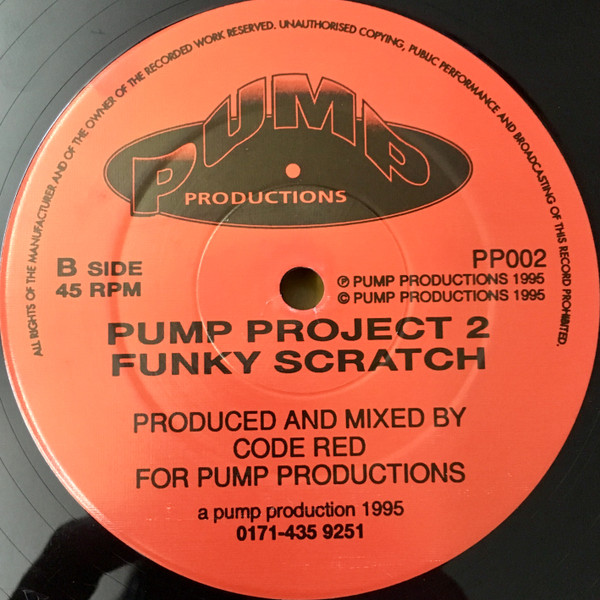 ALL RIGHTS OF THE MANUFACTURER AND OF THE OWNER OF THE RECORDED WORK RESERVED. UNAUTHORISED COPYING, PUBLIC PERFORMANCE AND BROADCASTING OF THIS RECORD PROHIBITED.
PUMP
PRODUCTIONS
B SIDE
45 RPM
PP002
℗ PUMP PRODUCTIONS 1995
© PUMP PRODUCTIONS 1995
PUMP PROJECT 2
FUNKY SCRATCH
PRODUCED AND MIXED BY
CODE RED
FOR PUMP PRODUCTIONS
a pump production 1995
0171-435 9251